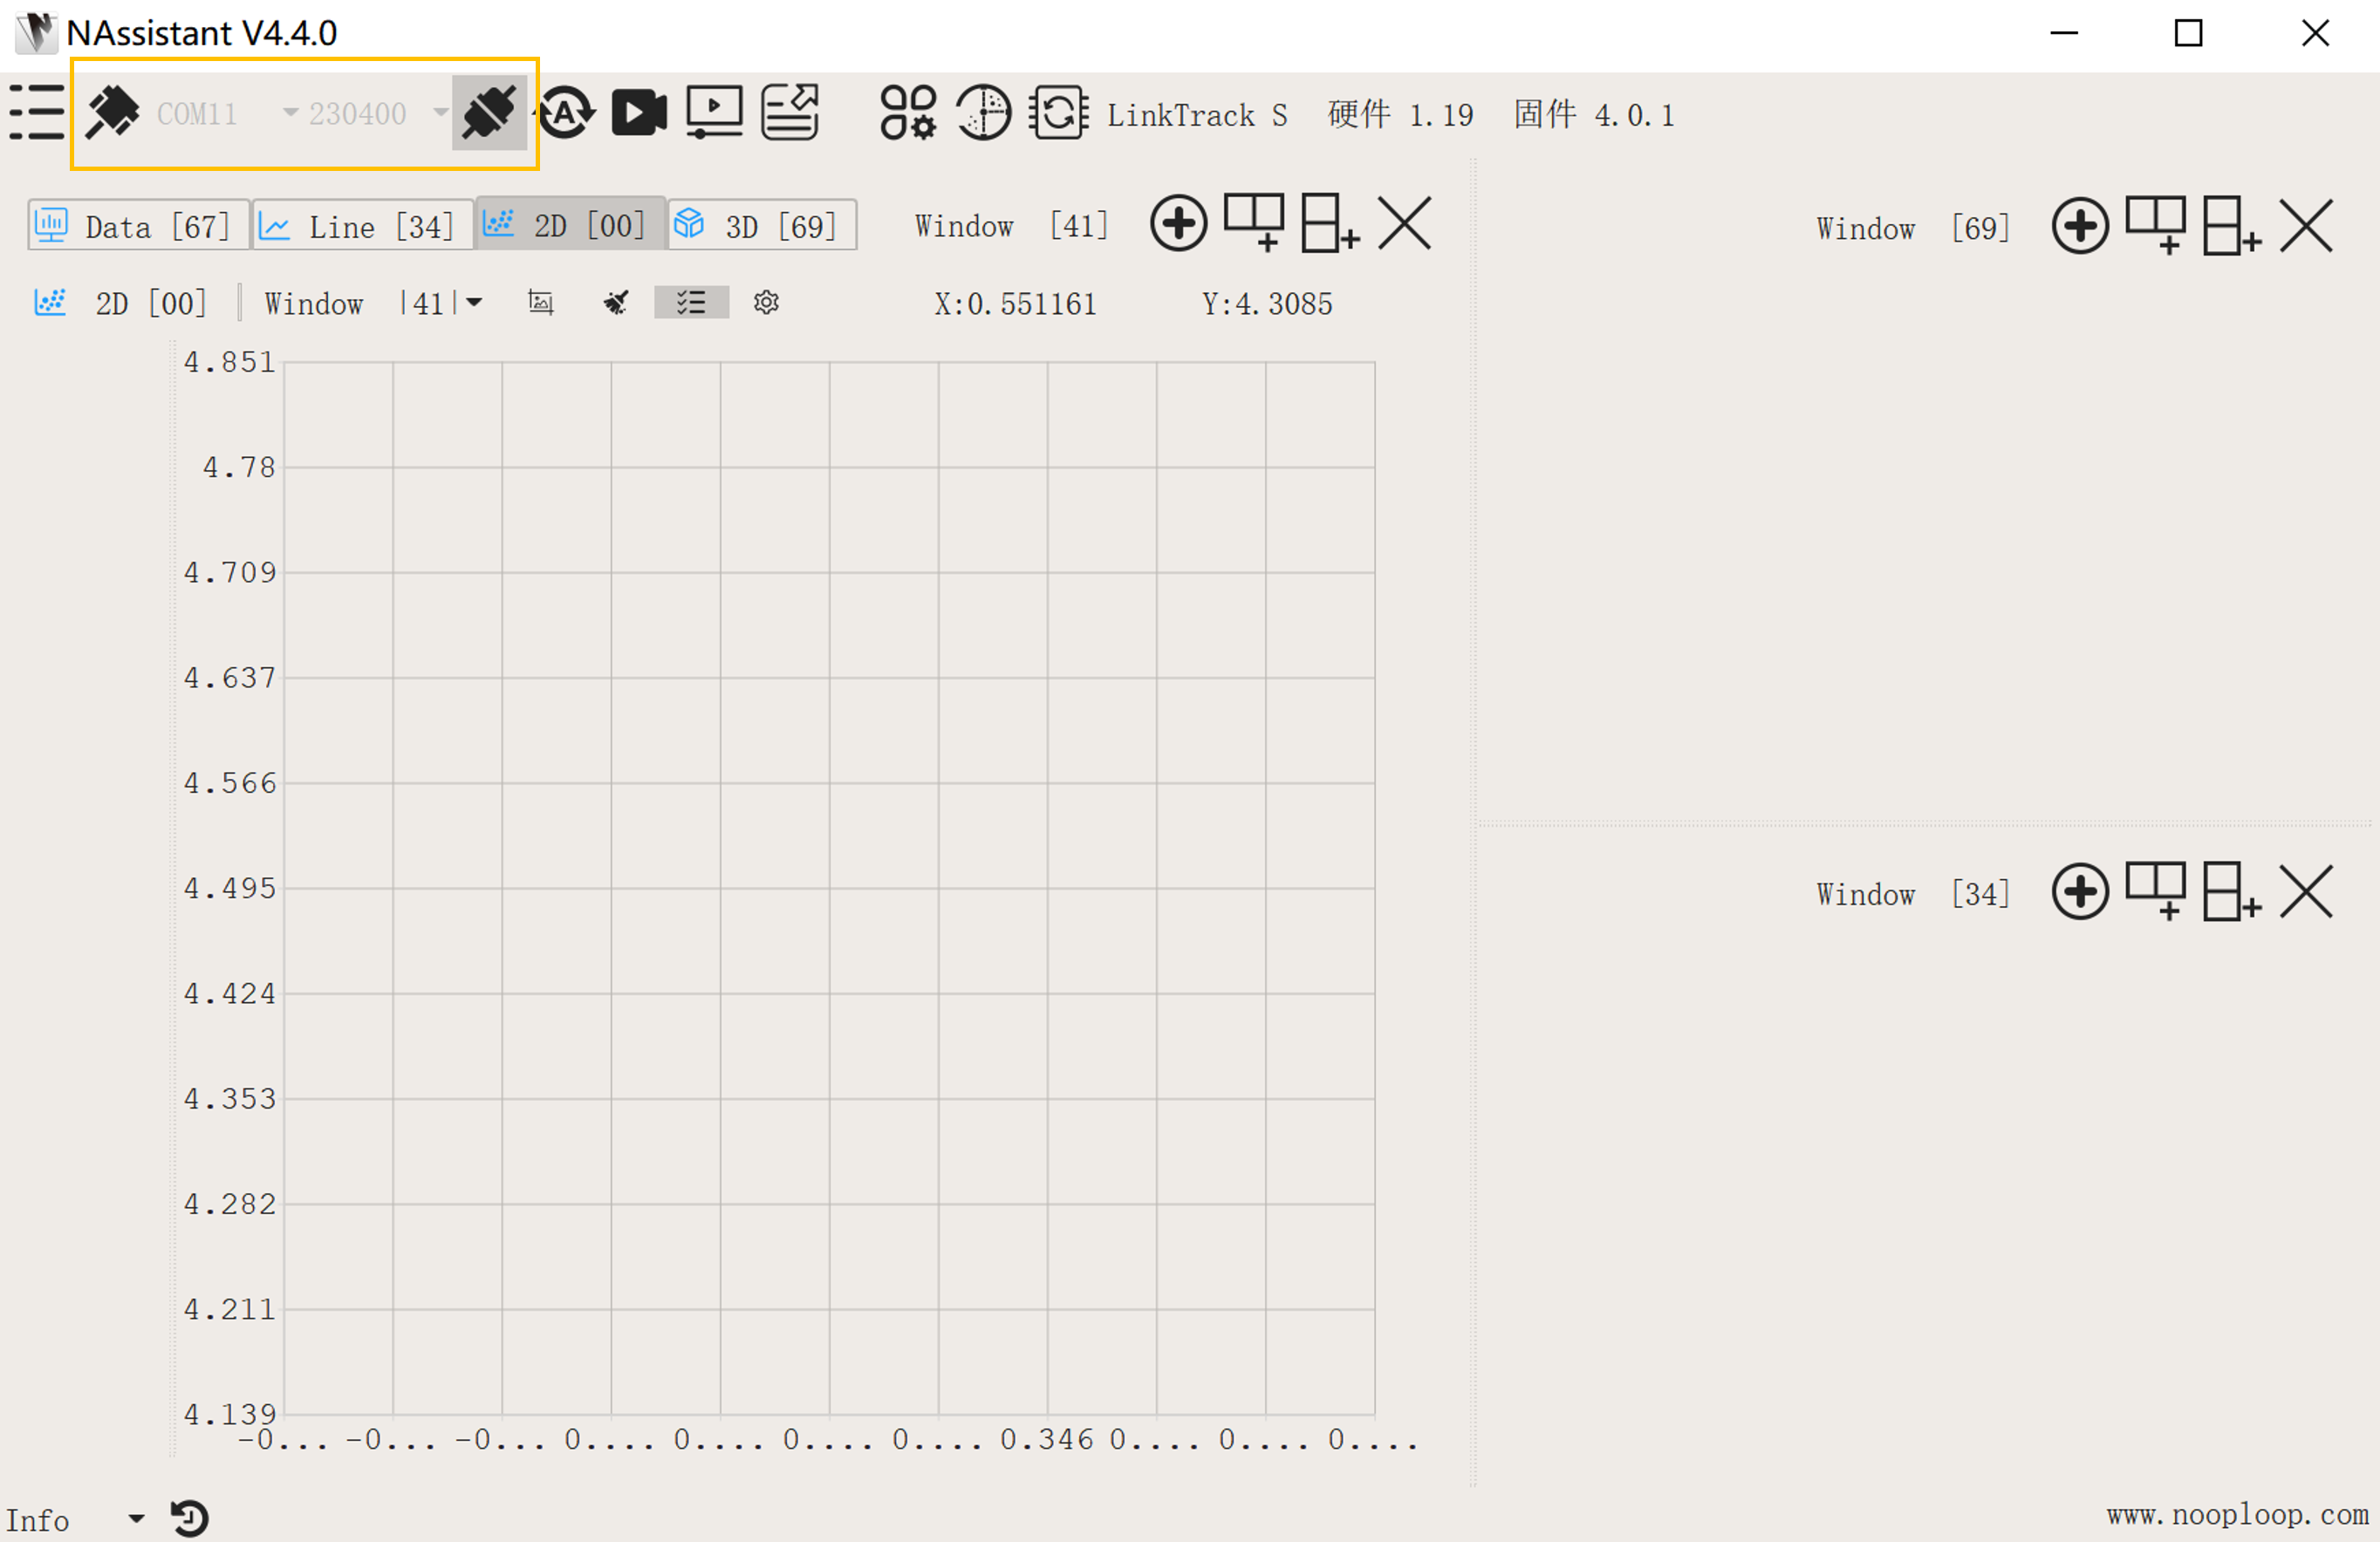 NAssistant V4.4.0
COM11 230400 LinkTrack S 硬件 1.19 固件 4.0.1
Data [67] Line [34] 2D [00] 3D [69] Window [41] Window [69]
2D [00] Window |41| X:0.551161 Y:4.3085
4.851
4.78
4.709
4.637
4.566
4.495
Window [34]
4.424
4.353
4.282
4.211
4.139
-0... -0... -0... 0.... 0.... 0.... 0.... 0.346 0.... 0.... 0....
Info www.nooploop.com